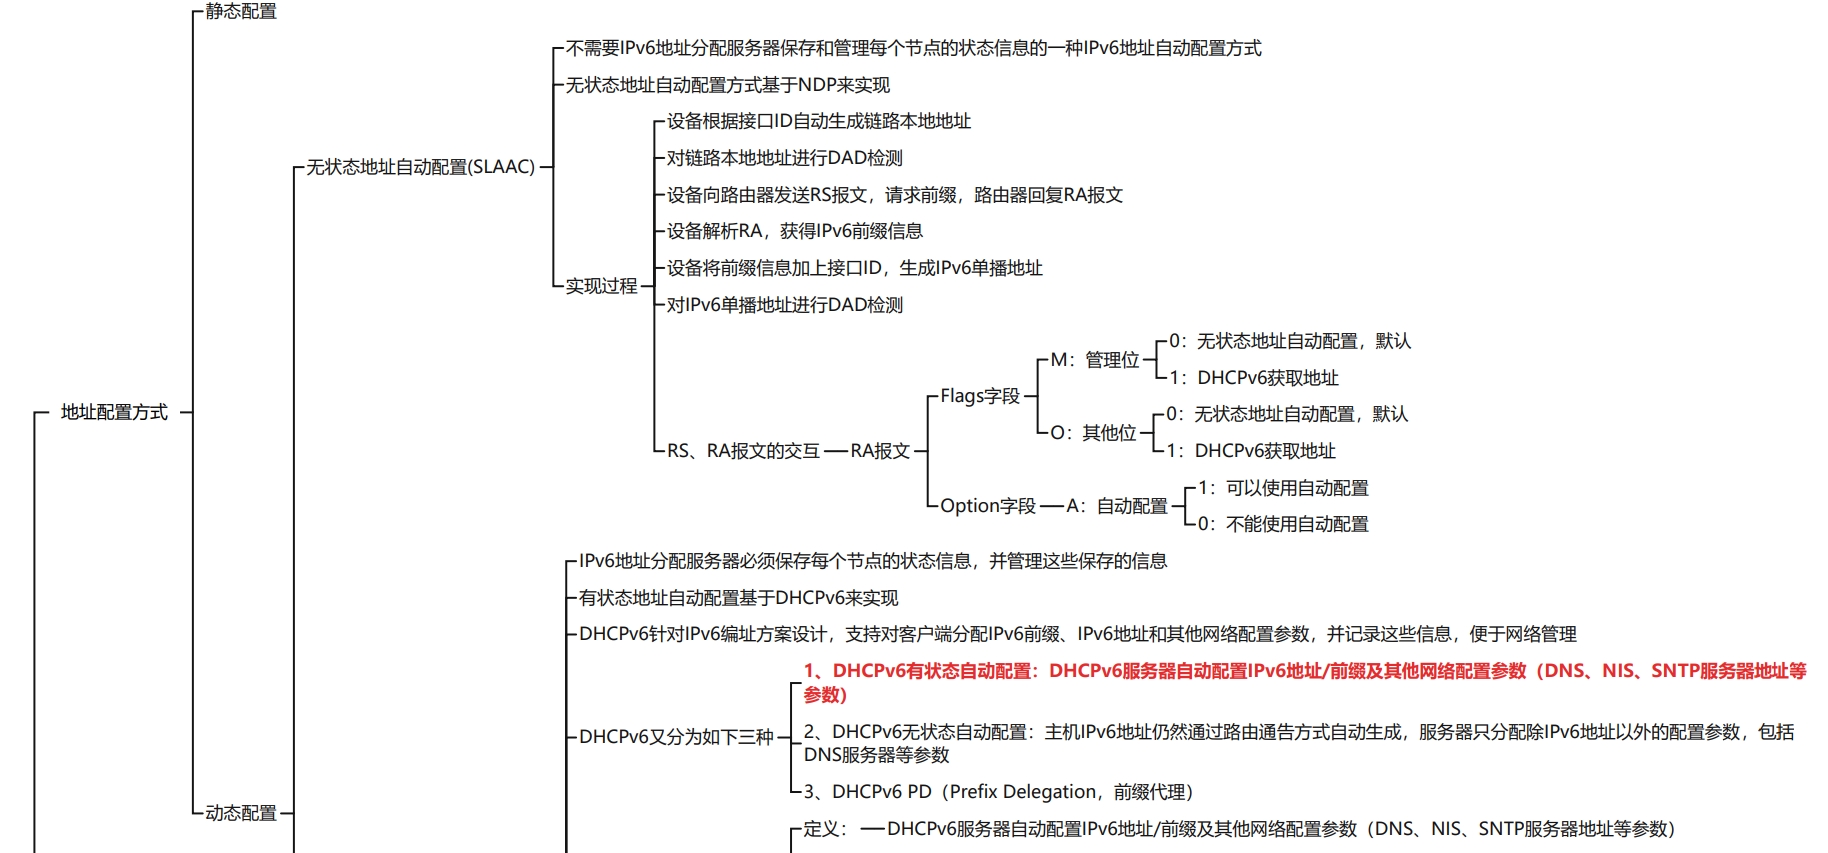 静态配置
不需要IPv6地址分配服务器保存和管理每个节点的状态信息的一种IPv6地址自动配置方式
无状态地址自动配置方式基于NDP来实现
设备根据接口ID自动生成链路本地地址
对链路本地地址进行DAD检测
无状态地址自动配置(SLAAC)
设备向路由器发送RS报文，请求前缀，路由器回复RA报文
设备解析RA，获得IPv6前缀信息
设备将前缀信息加上接口ID，生成IPv6单播地址
实现过程
对IPv6单播地址进行DAD检测
0：无状态地址自动配置，默认
M：管理位
1：DHCPv6获取地址
Flags字段
地址配置方式
0：无状态地址自动配置，默认
O：其他位
1：DHCPv6获取地址
RS、RA报文的交互
RA报文
1：可以使用自动配置
Option字段
A：自动配置
0：不能使用自动配置
IPv6地址分配服务器必须保存每个节点的状态信息，并管理这些保存的信息
有状态地址自动配置基于DHCPv6来实现
DHCPv6针对IPv6编址方案设计，支持对客户端分配IPv6前缀、IPv6地址和其他网络配置参数，并记录这些信息，便于网络管理
1、DHCPv6有状态自动配置：DHCPv6服务器自动配置IPv6地址/前缀及其他网络配置参数（DNS、NIS、SNTP服务器地址等
参数）
DHCPv6又分为如下三种
2、DHCPv6无状态自动配置：主机IPv6地址仍然通过路由通告方式自动生成，服务器只分配除IPv6地址以外的配置参数，包括
DNS服务器等参数
3、DHCPv6 PD（Prefix Delegation，前缀代理）
动态配置
定义：
DHCPv6服务器自动配置IPv6地址/前缀及其他网络配置参数（DNS、NIS、SNTP服务器地址等参数）